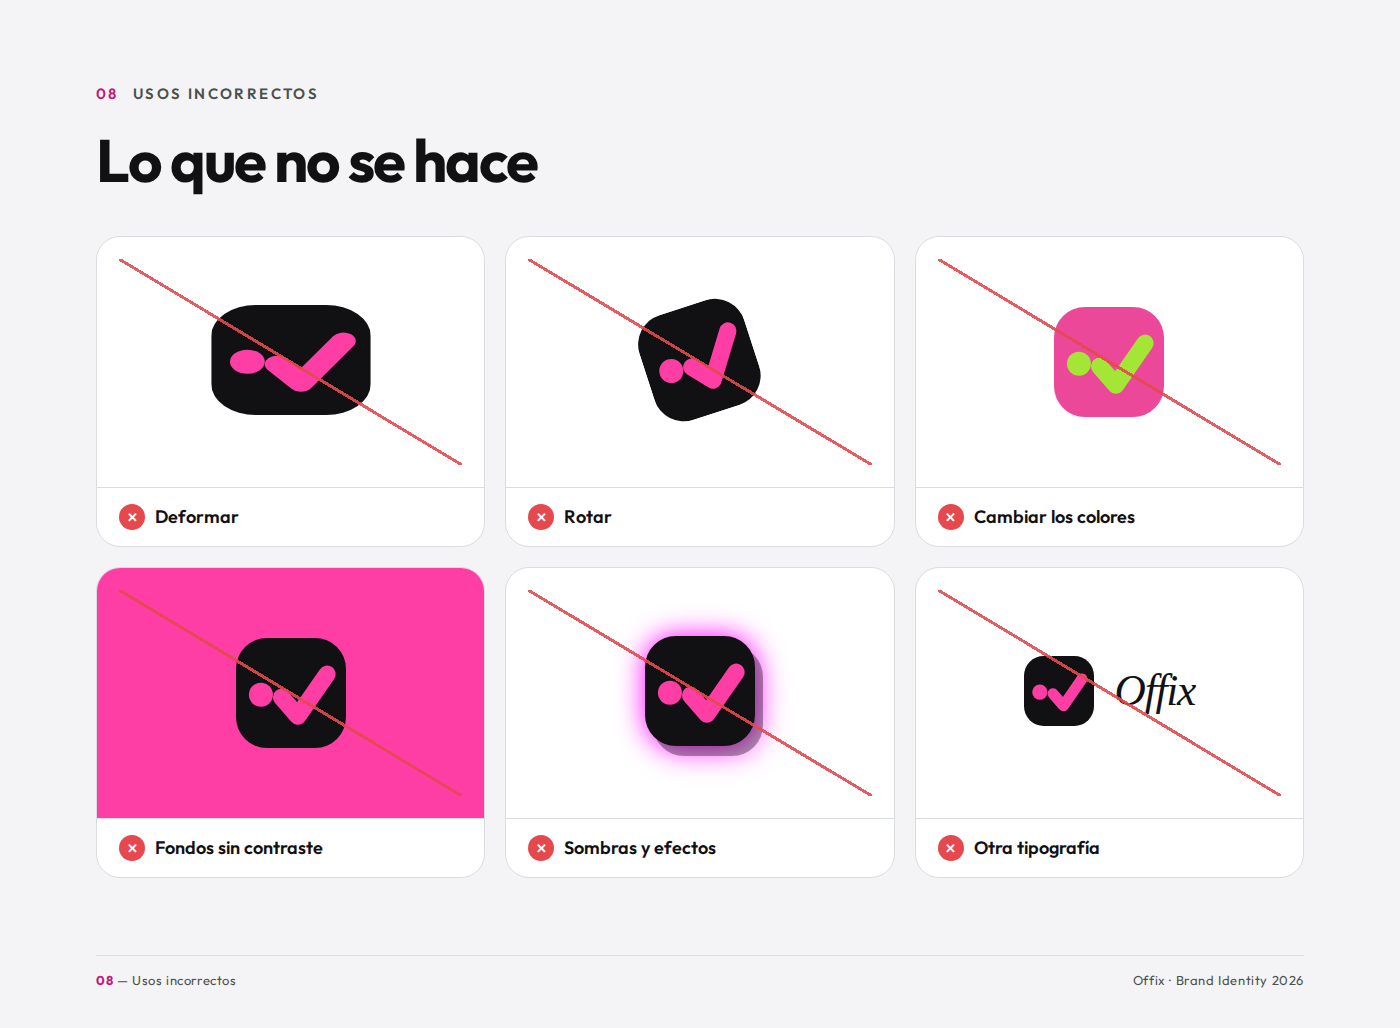 08 USOS INCORRECTOS
Lo que no se hace
Deformar
Rotar
Cambiar los colores
Offix
Fondos sin contraste
Sombras y efectos
Otra tipografía
08 — Usos incorrectos
Offix · Brand Identity 2026